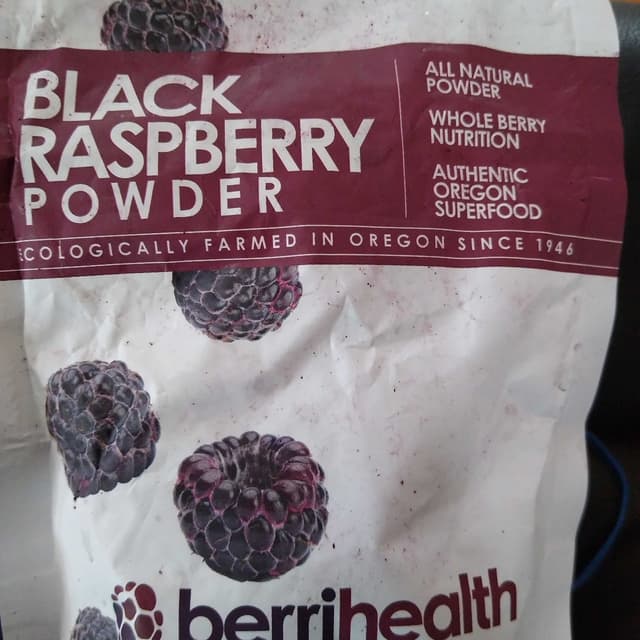 BLACK
RASPBERRY
POWDER
ALL NATURAL
POWDER
WHOLE BERRY
NUTRITION
AUTHENTIC
OREGON
SUPERFOOD
ECOLOGICALLY FARMED IN OREGON SINCE 1946
berrihealth